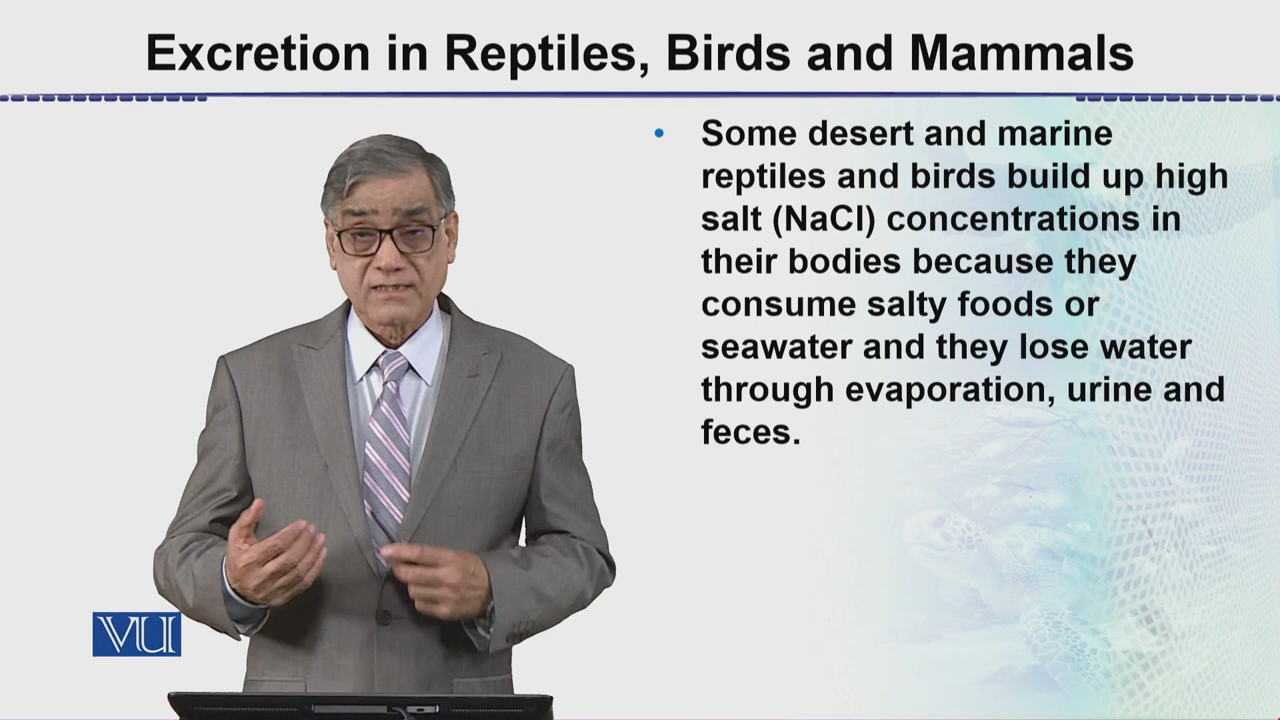 Excretion in Reptiles, Birds and Mammals
• Some desert and marine
reptiles and birds build up high
salt (NaCl) concentrations in
their bodies because they
consume salty foods or
seawater and they lose water
through evaporation, urine and
feces.
VU